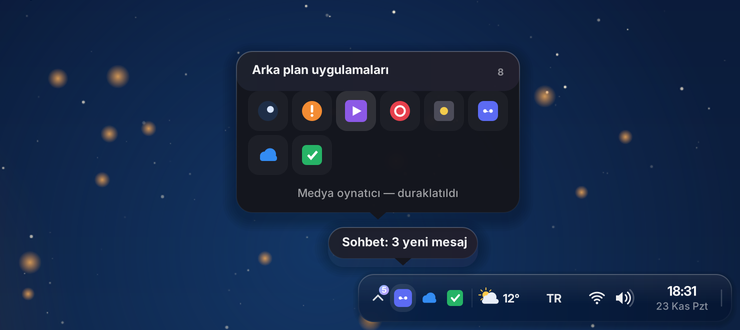 Arka plan uygulamaları 8
Medya oynatıcı — duraklatıldı
Sohbet: 3 yeni mesaj
5
12° TR 18:31
23 Kas Pzt